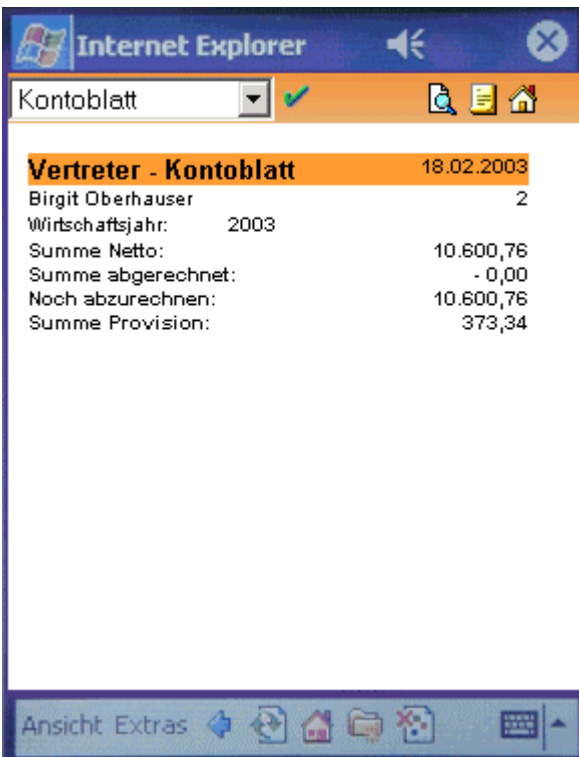 Internet Explorer
Kontoblatt
Vertreter - Kontoblatt 18.02.2003
Birgit Oberhauser 2
Wirtschaftsjahr: 2003
Summe Netto: 10.600,76
Summe abgerechnet: - 0,00
Noch abzurechnen: 10.600,76
Summe Provision: 373,34
Ansicht Extras